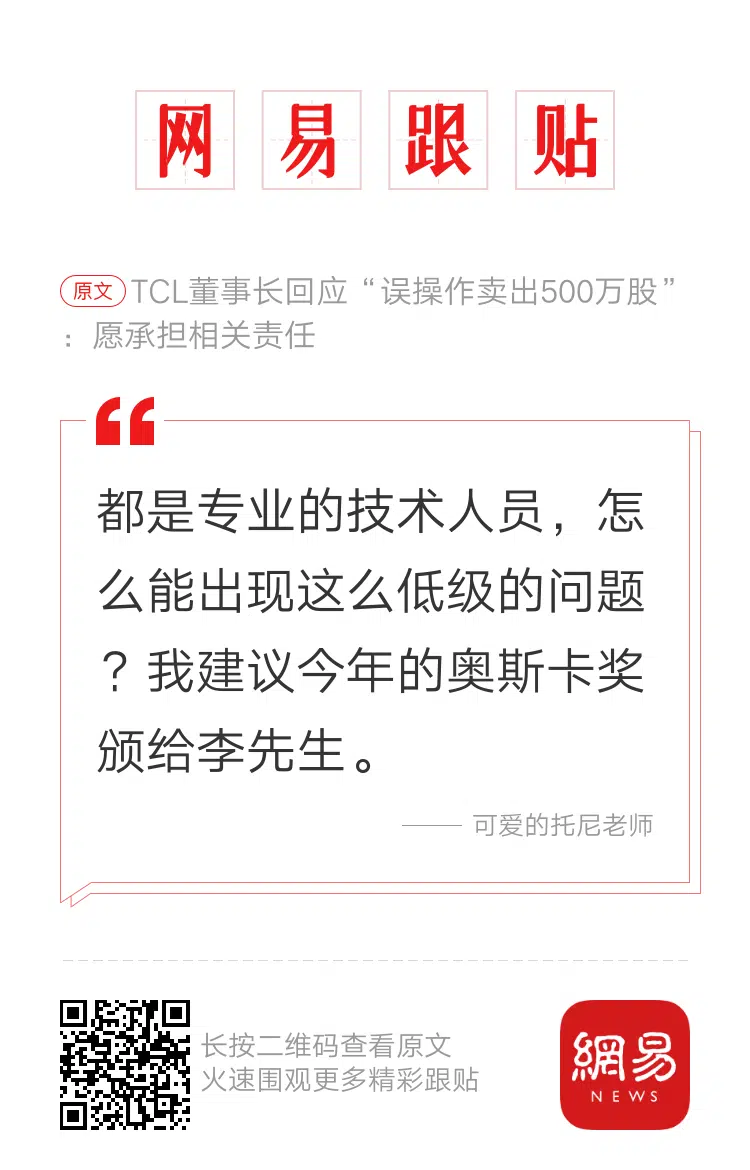 网易跟贴
原文 TCL董事长回应“误操作卖出500万股”
：愿承担相关责任
都是专业的技术人员，怎
么能出现这么低级的问题
？我建议今年的奥斯卡奖
颁给李先生。
—— 可爱的托尼老师
长按二维码查看原文
火速围观更多精彩跟贴
網易
NEWS